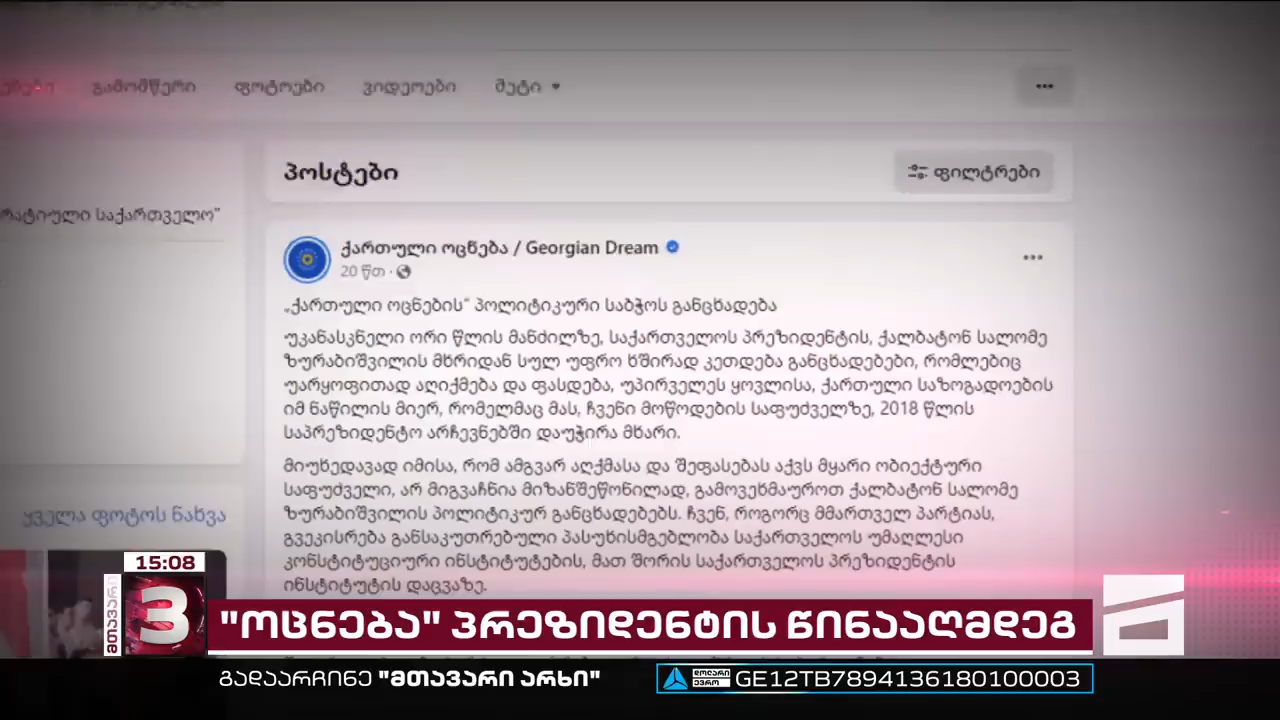 გამომწერი ფოტოები ვიდეოები მეტი
პოსტები
ფილტრები
რატიული საქართველო"
ქართული ოცნება / Georgian Dream
20 წთ ·
„ქართული ოცნების“ პოლიტიკური საბჭოს განცხადება
უკანასკნელი ორი წლის მანძილზე, საქართველოს პრეზიდენტის, ქალბატონ სალომე
ზურაბიშვილის მხრიდან სულ უფრო ხშირად კეთდება განცხადებები, რომლებიც
უარყოფითად აღიქმება და ფასდება, უპირველეს ყოვლისა, ქართული საზოგადოების
იმ ნაწილის მიერ, რომელმაც მას, ჩვენი მოწოდების საფუძველზე, 2018 წლის
საპრეზიდენტო არჩევნებში დაუჭირა მხარი.
მიუხედავად იმისა, რომ ამგვარ აღქმასა და შეფასებას აქვს მყარი ობიექტური
საფუძველი, არ მიგვაჩნია მიზანშეწონილად, გამოვეხმაუროთ ქალბატონ სალომე
ზურაბიშვილის პოლიტიკურ განცხადებებს. ჩვენ, როგორც მმართველ პარტიას,
გვეკისრება განსაკუთრებული პასუხისმგებლობა საქართველოს უმაღლესი
კონსტიტუციური ინსტიტუტების, მათ შორის საქართველოს პრეზიდენტის
ინსტიტუტის დაცვაზე.
ყველა ფოტოს ნახვა
15:08
მთავარი
3
"ოცნება" პრეზიდენტის წინააღმდეგ
გადაარჩინე "მთავარი არხი"
დოლარი
ევრო
GE12TB7894136180100003